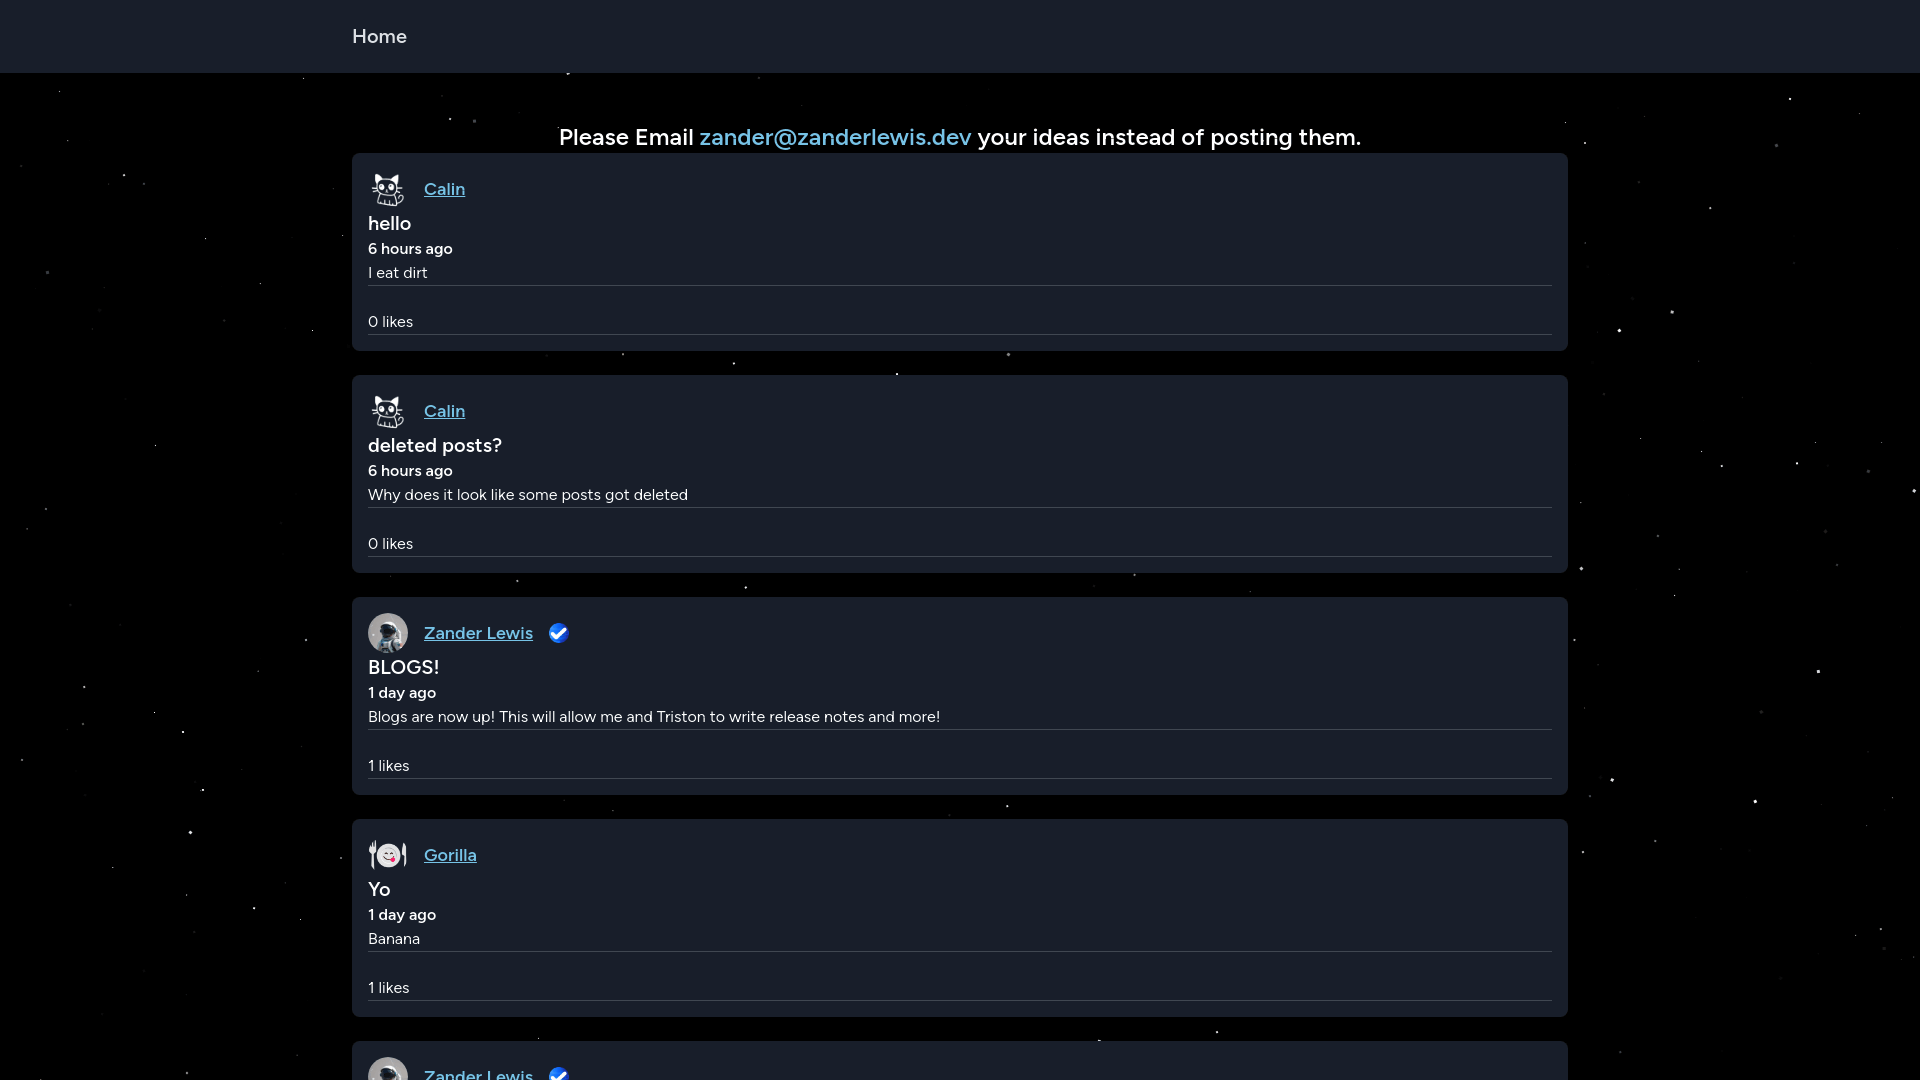 Home
Please Email zander@zanderlewis.dev your ideas instead of posting them.
Calin
hello
6 hours ago
I eat dirt
0 likes
Calin
deleted posts?
6 hours ago
Why does it look like some posts got deleted
0 likes
Zander Lewis
BLOGS!
1 day ago
Blogs are now up! This will allow me and Triston to write release notes and more!
1 likes
Gorilla
Yo
1 day ago
Banana
1 likes
Zander Lewis